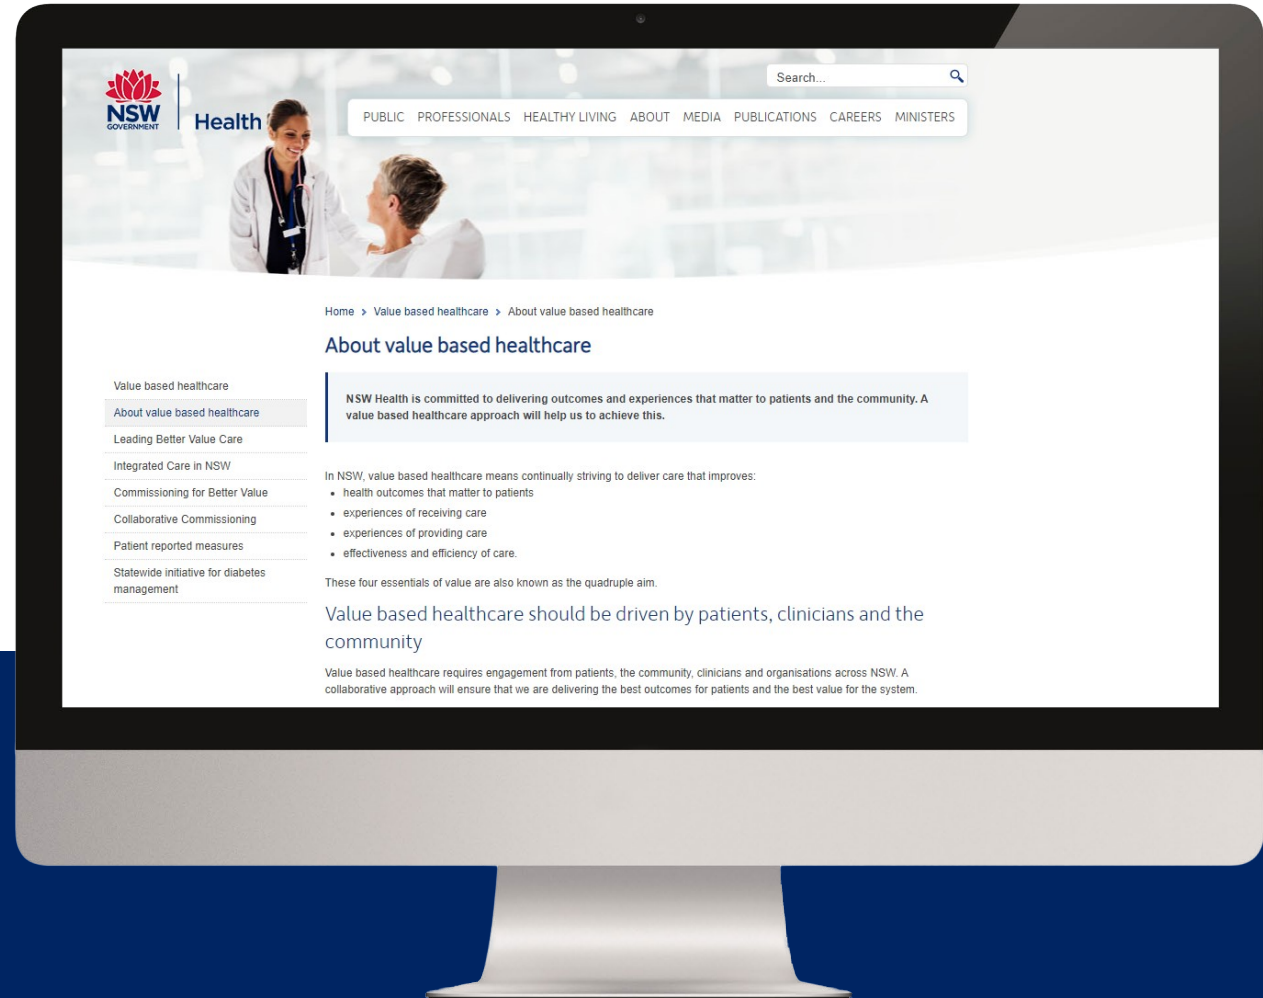 Search...
NSW
GOVERNMENT
Health
PUBLIC PROFESSIONALS HEALTHY LIVING ABOUT MEDIA PUBLICATIONS CAREERS MINISTERS
Home > Value based healthcare > About value based healthcare
About value based healthcare
Value based healthcare
About value based healthcare
Leading Better Value Care
Integrated Care in NSW
Commissioning for Better Value
Collaborative Commissioning
Patient reported measures
Statewide initiative for diabetes
management
NSW Health is committed to delivering outcomes and experiences that matter to patients and the community. A
value based healthcare approach will help us to achieve this.
In NSW, value based healthcare means continually striving to deliver care that improves:
• health outcomes that matter to patients
• experiences of receiving care
• experiences of providing care
• effectiveness and efficiency of care.
These four essentials of value are also known as the quadruple aim.
Value based healthcare should be driven by patients, clinicians and the
community
Value based healthcare requires engagement from patients, the community, clinicians and organisations across NSW. A
collaborative approach will ensure that we are delivering the best outcomes for patients and the best value for the system.